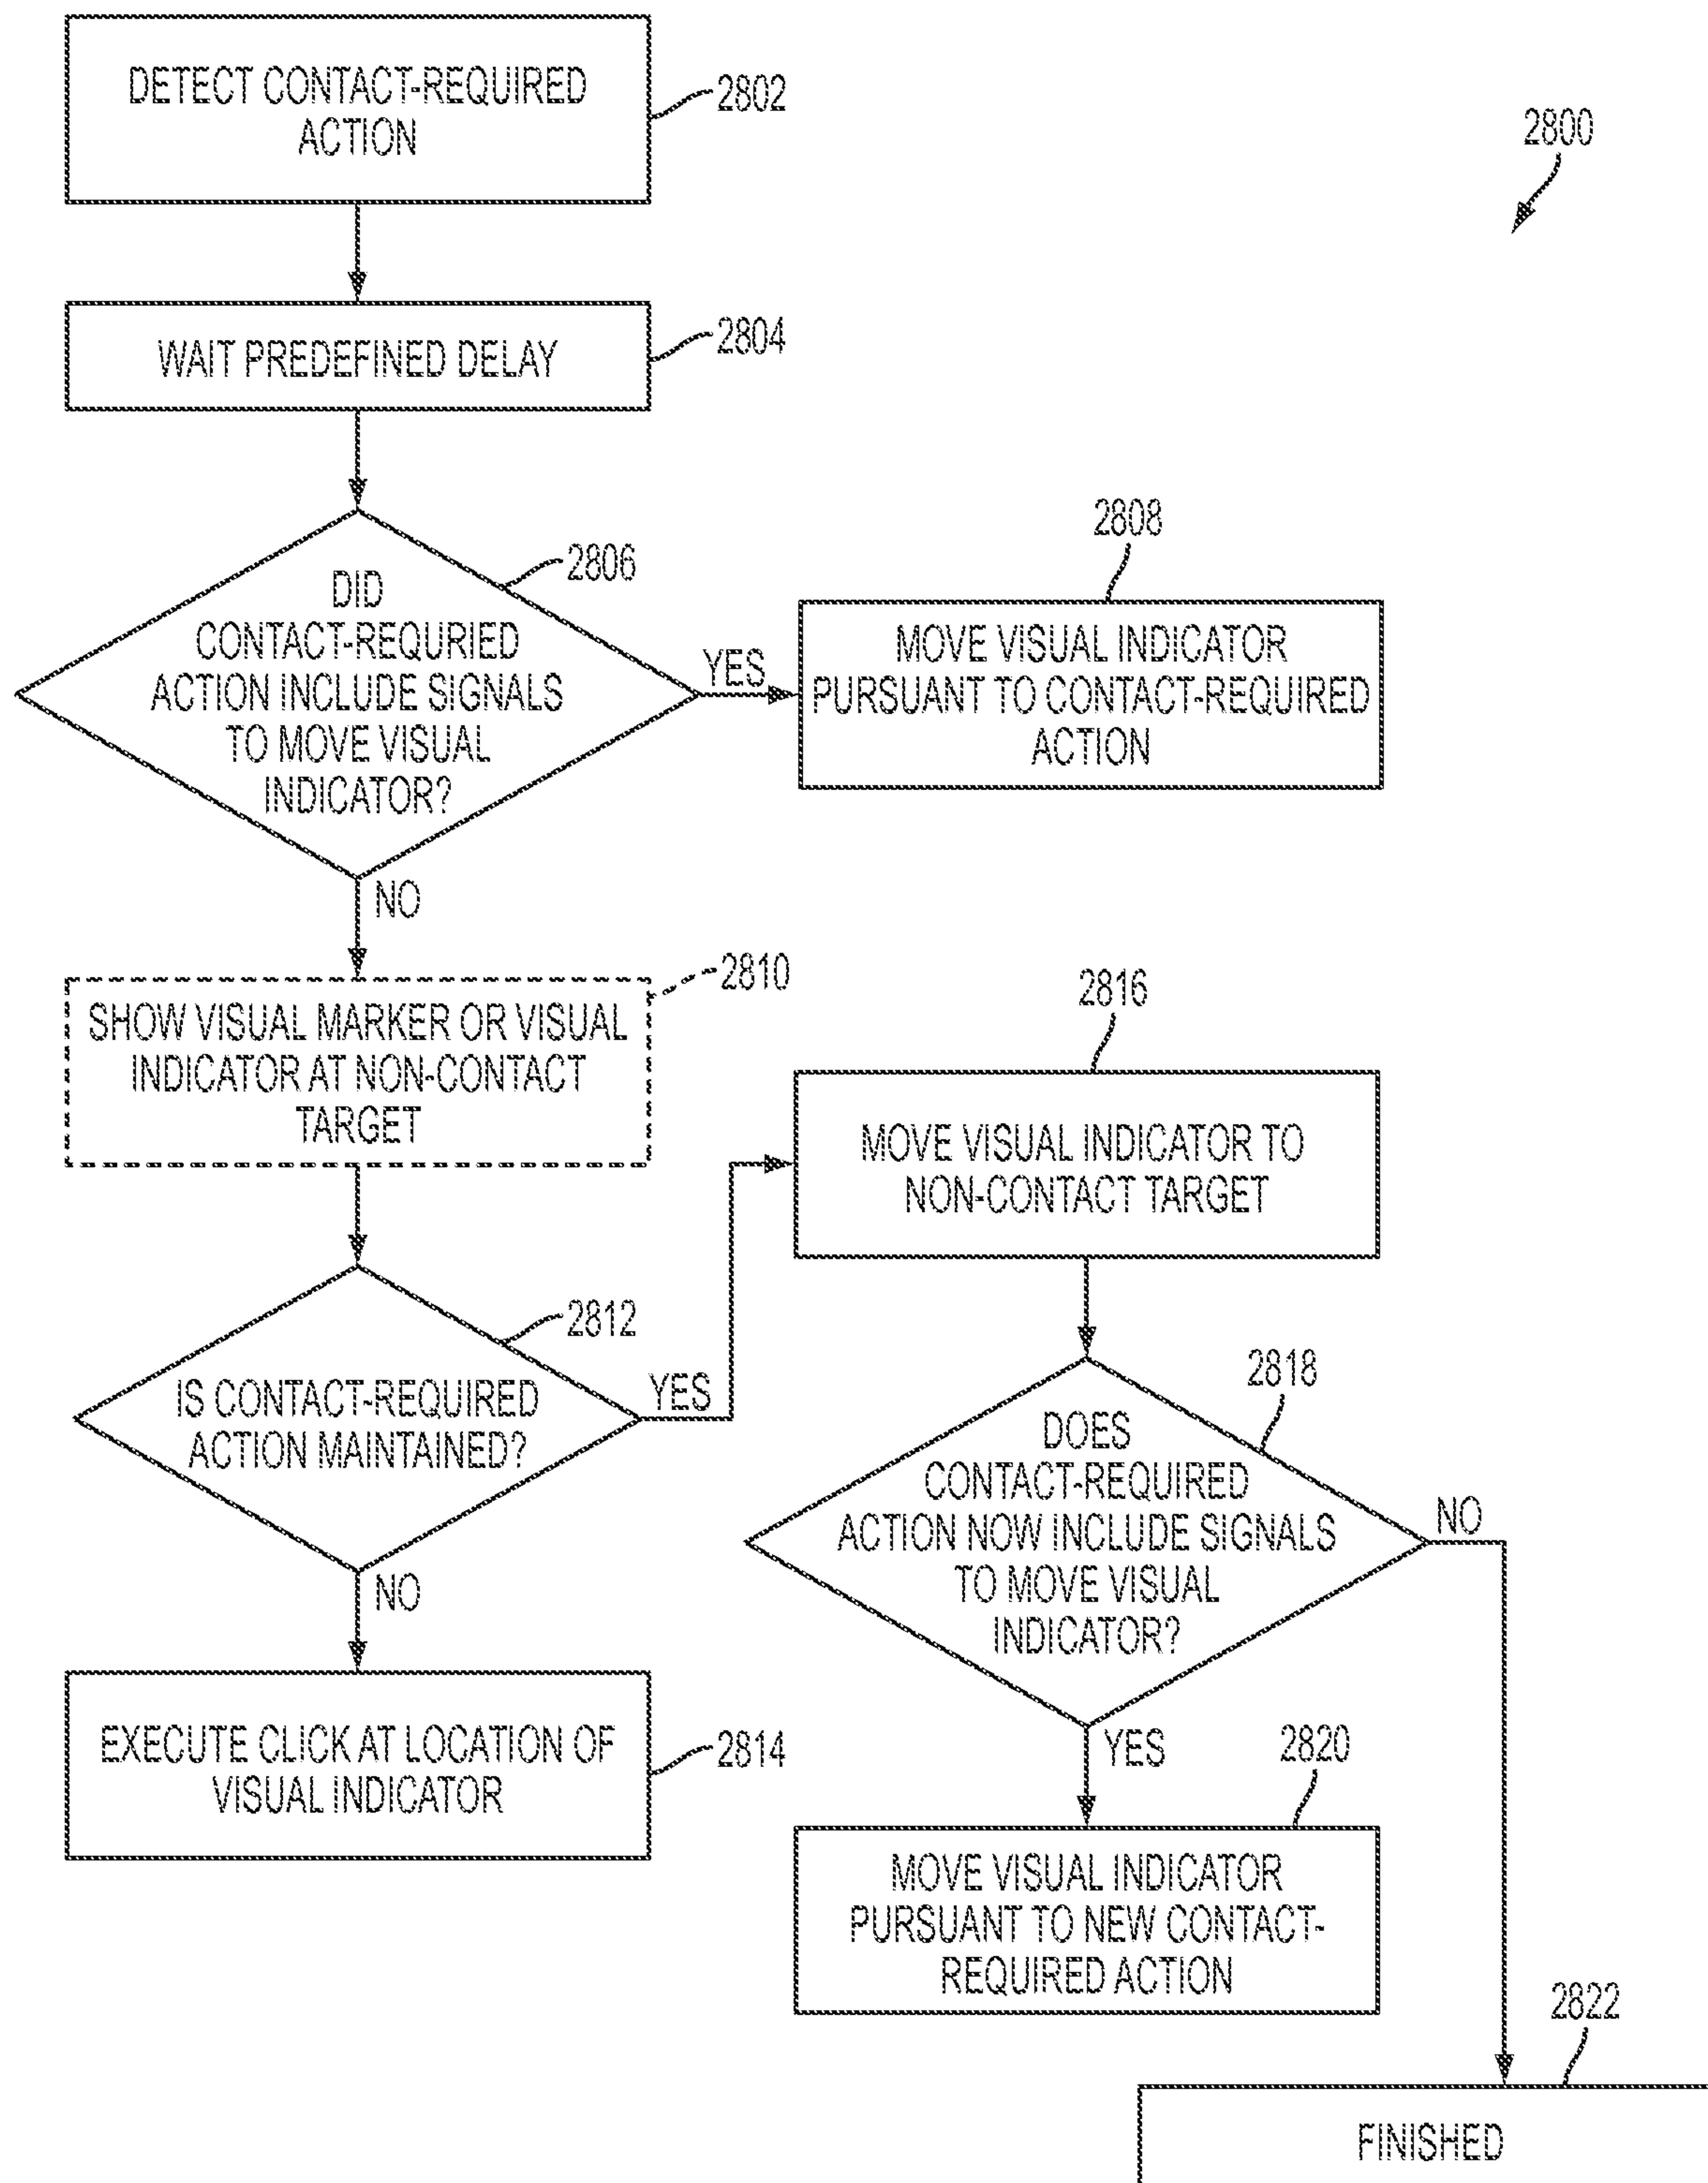 DETECT CONTACT-REQUIRED
ACTION
2802
2800
WAIT PREDEFINED DELAY
2804
DID
CONTACT-REQURIED
ACTION INCLUDE SIGNALS
TO MOVE VISUAL
INDICATOR?
2806
YES
2808
MOVE VISUAL INDICATOR
PURSUANT TO CONTACT-REQUIRED
ACTION
NO
SHOW VISUAL MARKER OR VISUAL
INDICATOR AT NON-CONTACT
TARGET
2810
IS CONTACT-REQUIRED
ACTION MAINTAINED?
2812
YES
NO
EXECUTE CLICK AT LOCATION OF
VISUAL INDICATOR
2814
2816
MOVE VISUAL INDICATOR TO
NON-CONTACT TARGET
2818
DOES
CONTACT-REQUIRED
ACTION NOW INCLUDE SIGNALS
TO MOVE VISUAL
INDICATOR?
NO
YES
2820
MOVE VISUAL INDICATOR
PURSUANT TO NEW CONTACT-
REQUIRED ACTION
2822
FINISHED